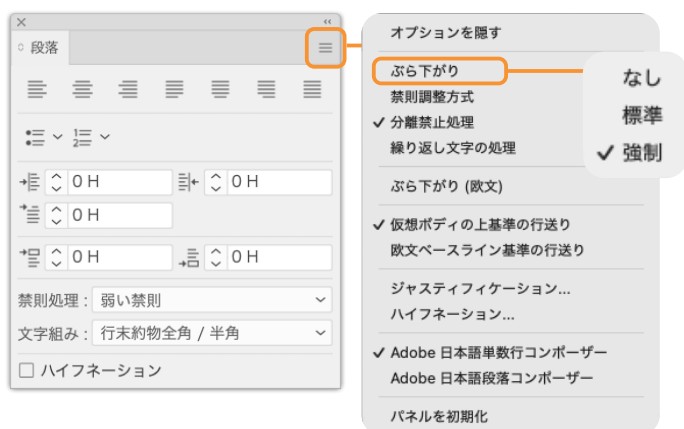 段落
0 H
0 H
0 H
0 H
0 H
禁則処理 : 弱い禁則
文字組み : 行末約物全角 / 半角
ハイフネーション
オプションを隠す
ぶら下がり
禁則調整方式
分離禁止処理
繰り返し文字の処理
ぶら下がり (欧文)
仮想ボディの上基準の行送り
欧文ベースライン基準の行送り
ジャスティフィケーション...
ハイフネーション...
Adobe 日本語単数行コンポーザー
Adobe 日本語段落コンポーザー
パネルを初期化
なし
標準
強制